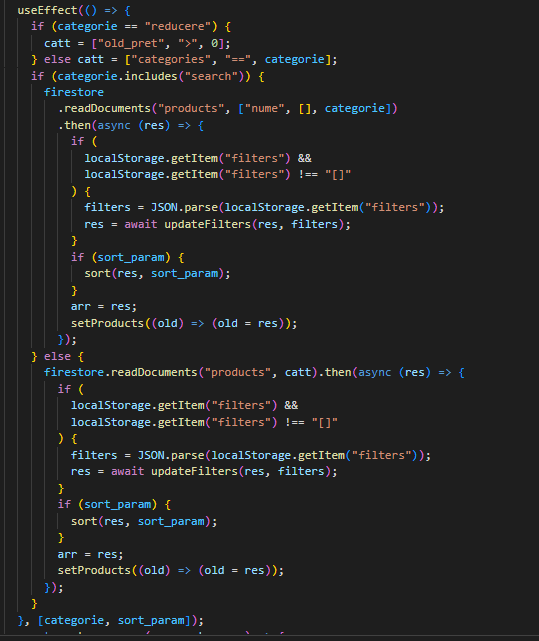 useEffect(() => {
  if (categorie == "reducere") {
    catt = ["old_pret", ">", 0];
  } else catt = ["categories", "==", categorie];
  if (categorie.includes("search")) {
    firestore
      .readDocuments("products", ["nume", [], categorie])
      .then(async (res) => {
        if (
          localStorage.getItem("filters") &&
          localStorage.getItem("filters") !== "[]"
        ) {
          filters = JSON.parse(localStorage.getItem("filters"));
          res = await updateFilters(res, filters);
        }
        if (sort_param) {
          sort(res, sort_param);
        }
        arr = res;
        setProducts((old) => (old = res));
      });
  } else {
    firestore.readDocuments("products", catt).then(async (res) => {
      if (
        localStorage.getItem("filters") &&
        localStorage.getItem("filters") !== "[]"
      ) {
        filters = JSON.parse(localStorage.getItem("filters"));
        res = await updateFilters(res, filters);
      }
      if (sort_param) {
        sort(res, sort_param);
      }
      arr = res;
      setProducts((old) => (old = res));
    });
  }
}, [categorie, sort_param]);